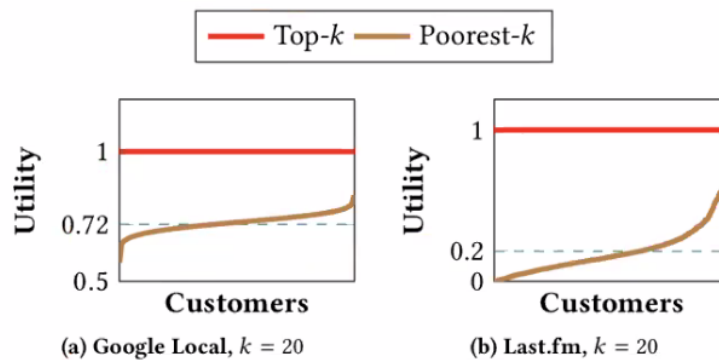 Top-k Poorest-k
Utility
1
0.72
0.5
Customers
(a) Google Local, k = 20
Utility
1
0.2
0
Customers
(b) Last.fm, k = 20